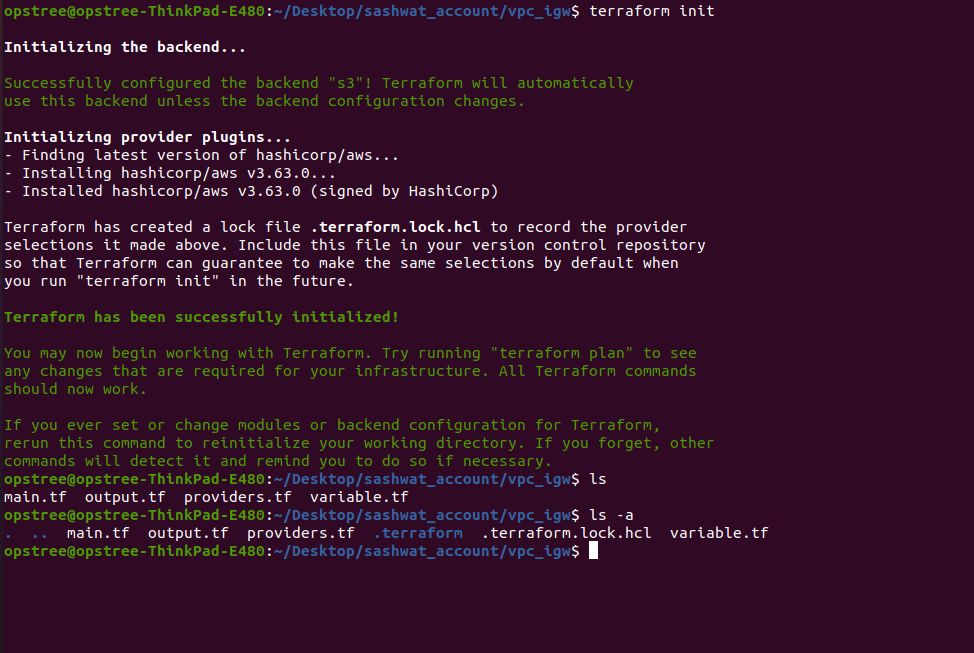 opstree@opstree-ThinkPad-E480:~/Desktop/sashwat_account/vpc_igw$ terraform init
Initializing the backend...
Successfully configured the backend "s3"! Terraform will automatically
use this backend unless the backend configuration changes.
Initializing provider plugins...
- Finding latest version of hashicorp/aws...
- Installing hashicorp/aws v3.63.0...
- Installed hashicorp/aws v3.63.0 (signed by HashiCorp)
Terraform has created a lock file .terraform.lock.hcl to record the provider
selections it made above. Include this file in your version control repository
so that Terraform can guarantee to make the same selections by default when
you run "terraform init" in the future.
Terraform has been successfully initialized!
You may now begin working with Terraform. Try running "terraform plan" to see
any changes that are required for your infrastructure. All Terraform commands
should now work.
If you ever set or change modules or backend configuration for Terraform,
rerun this command to reinitialize your working directory. If you forget, other
commands will detect it and remind you to do so if necessary.
opstree@opstree-ThinkPad-E480:~/Desktop/sashwat_account/vpc_igw$ ls
main.tf  output.tf  providers.tf  variable.tf
opstree@opstree-ThinkPad-E480:~/Desktop/sashwat_account/vpc_igw$ ls -a
.  ..  main.tf  output.tf  providers.tf  .terraform  .terraform.lock.hcl  variable.tf
opstree@opstree-ThinkPad-E480:~/Desktop/sashwat_account/vpc_igw$